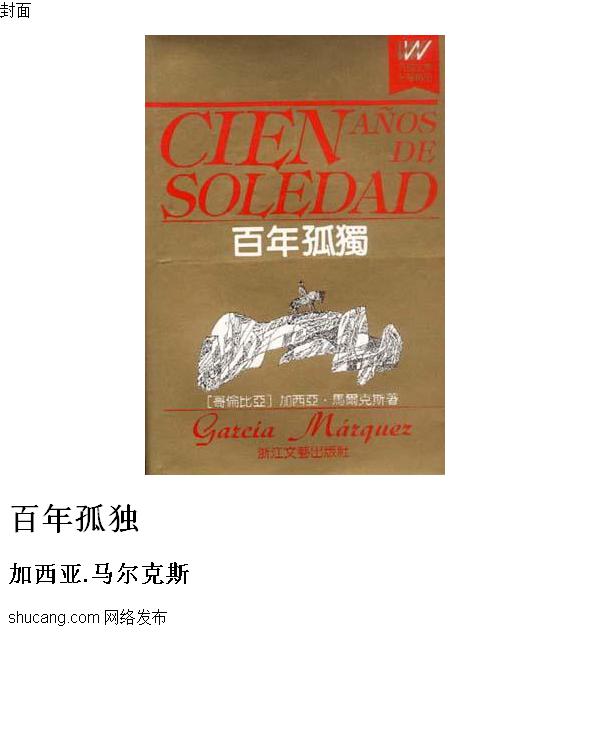 封面
CIEN AÑOS
DE
SOLEDAD
百年孤獨
［哥倫比亞］加西亞·馬爾克斯著
García Márquez
浙江文藝出版社
百年孤独
加西亚.马尔克斯
shucang.com 网络发布